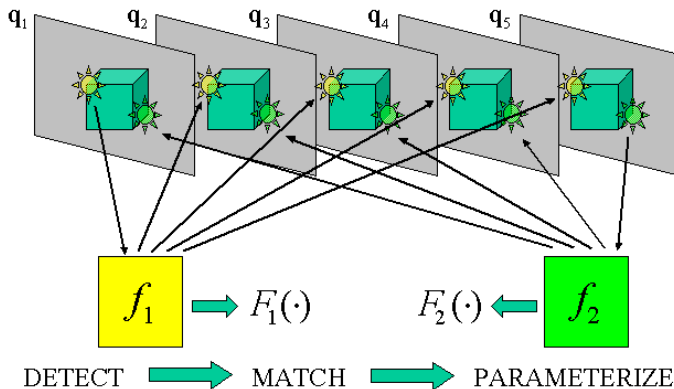 q1 q2 q3 q4 q5
f1 F1(·) F2(·) f2
DETECT MATCH PARAMETERIZE